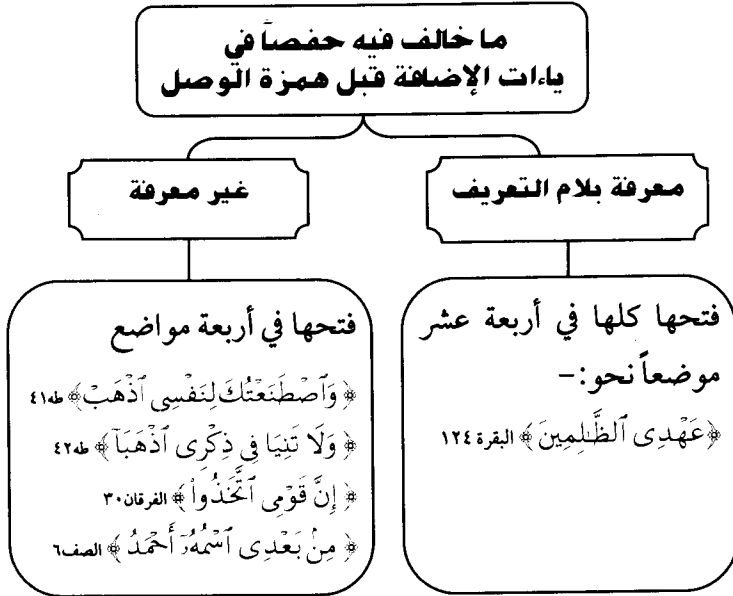 ما خالف فيه حفصاً في
ياءات الإضافة قبل همزة الوصل
معرفة بلام التعريف
غير معرفة
فتحها كلها في أربعة عشر
موضعاً نحو:-
﴿عَهْدِى ٱلظَّـٰلِمِينَ﴾ البقرة ١٢٤
فتحها في أربعة مواضع
﴿وَٱصْطَنَعْتُكَ لِنَفْسِى ٱذْهَبْ﴾ طه٤١
﴿وَلَا تَنِيَا فِى ذِكْرِى ٱذْهَبَآ﴾ طه٤٢
﴿إِنَّ قَوْمِى ٱتَّخَذُوا۟﴾ الفرقان٣٠
﴿مِنۢ بَعْدِى ٱسْمُهُۥٓ أَحْمَدُ﴾ الصف٦